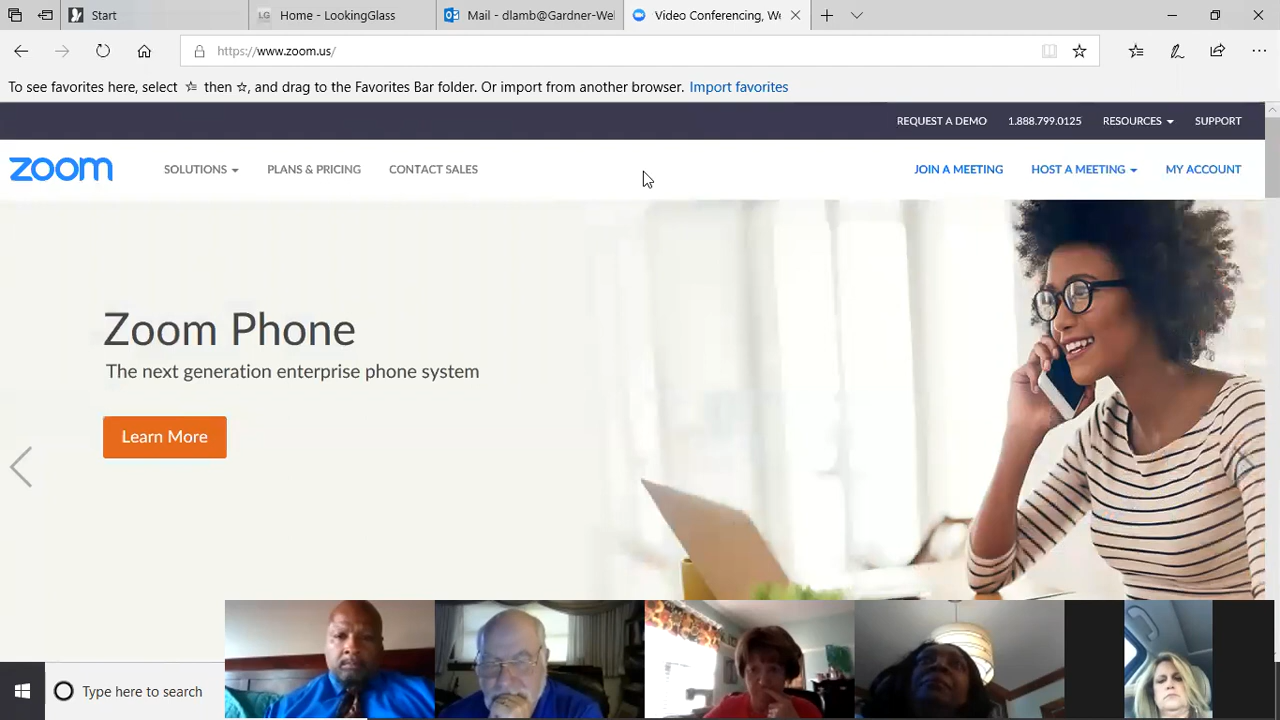 Start
LG Home - LookingGlass
Mail - dlamb@Gardner-We
Video Conferencing, We
https://www.zoom.us/
To see favorites here, select ☆ then ☆, and drag to the Favorites Bar folder. Or import from another browser. Import favorites
REQUEST A DEMO 1.888.799.0125 RESOURCES SUPPORT
zoom SOLUTIONS PLANS & PRICING CONTACT SALES JOIN A MEETING HOST A MEETING MY ACCOUNT
Zoom Phone
The next generation enterprise phone system
Learn More
Type here to search